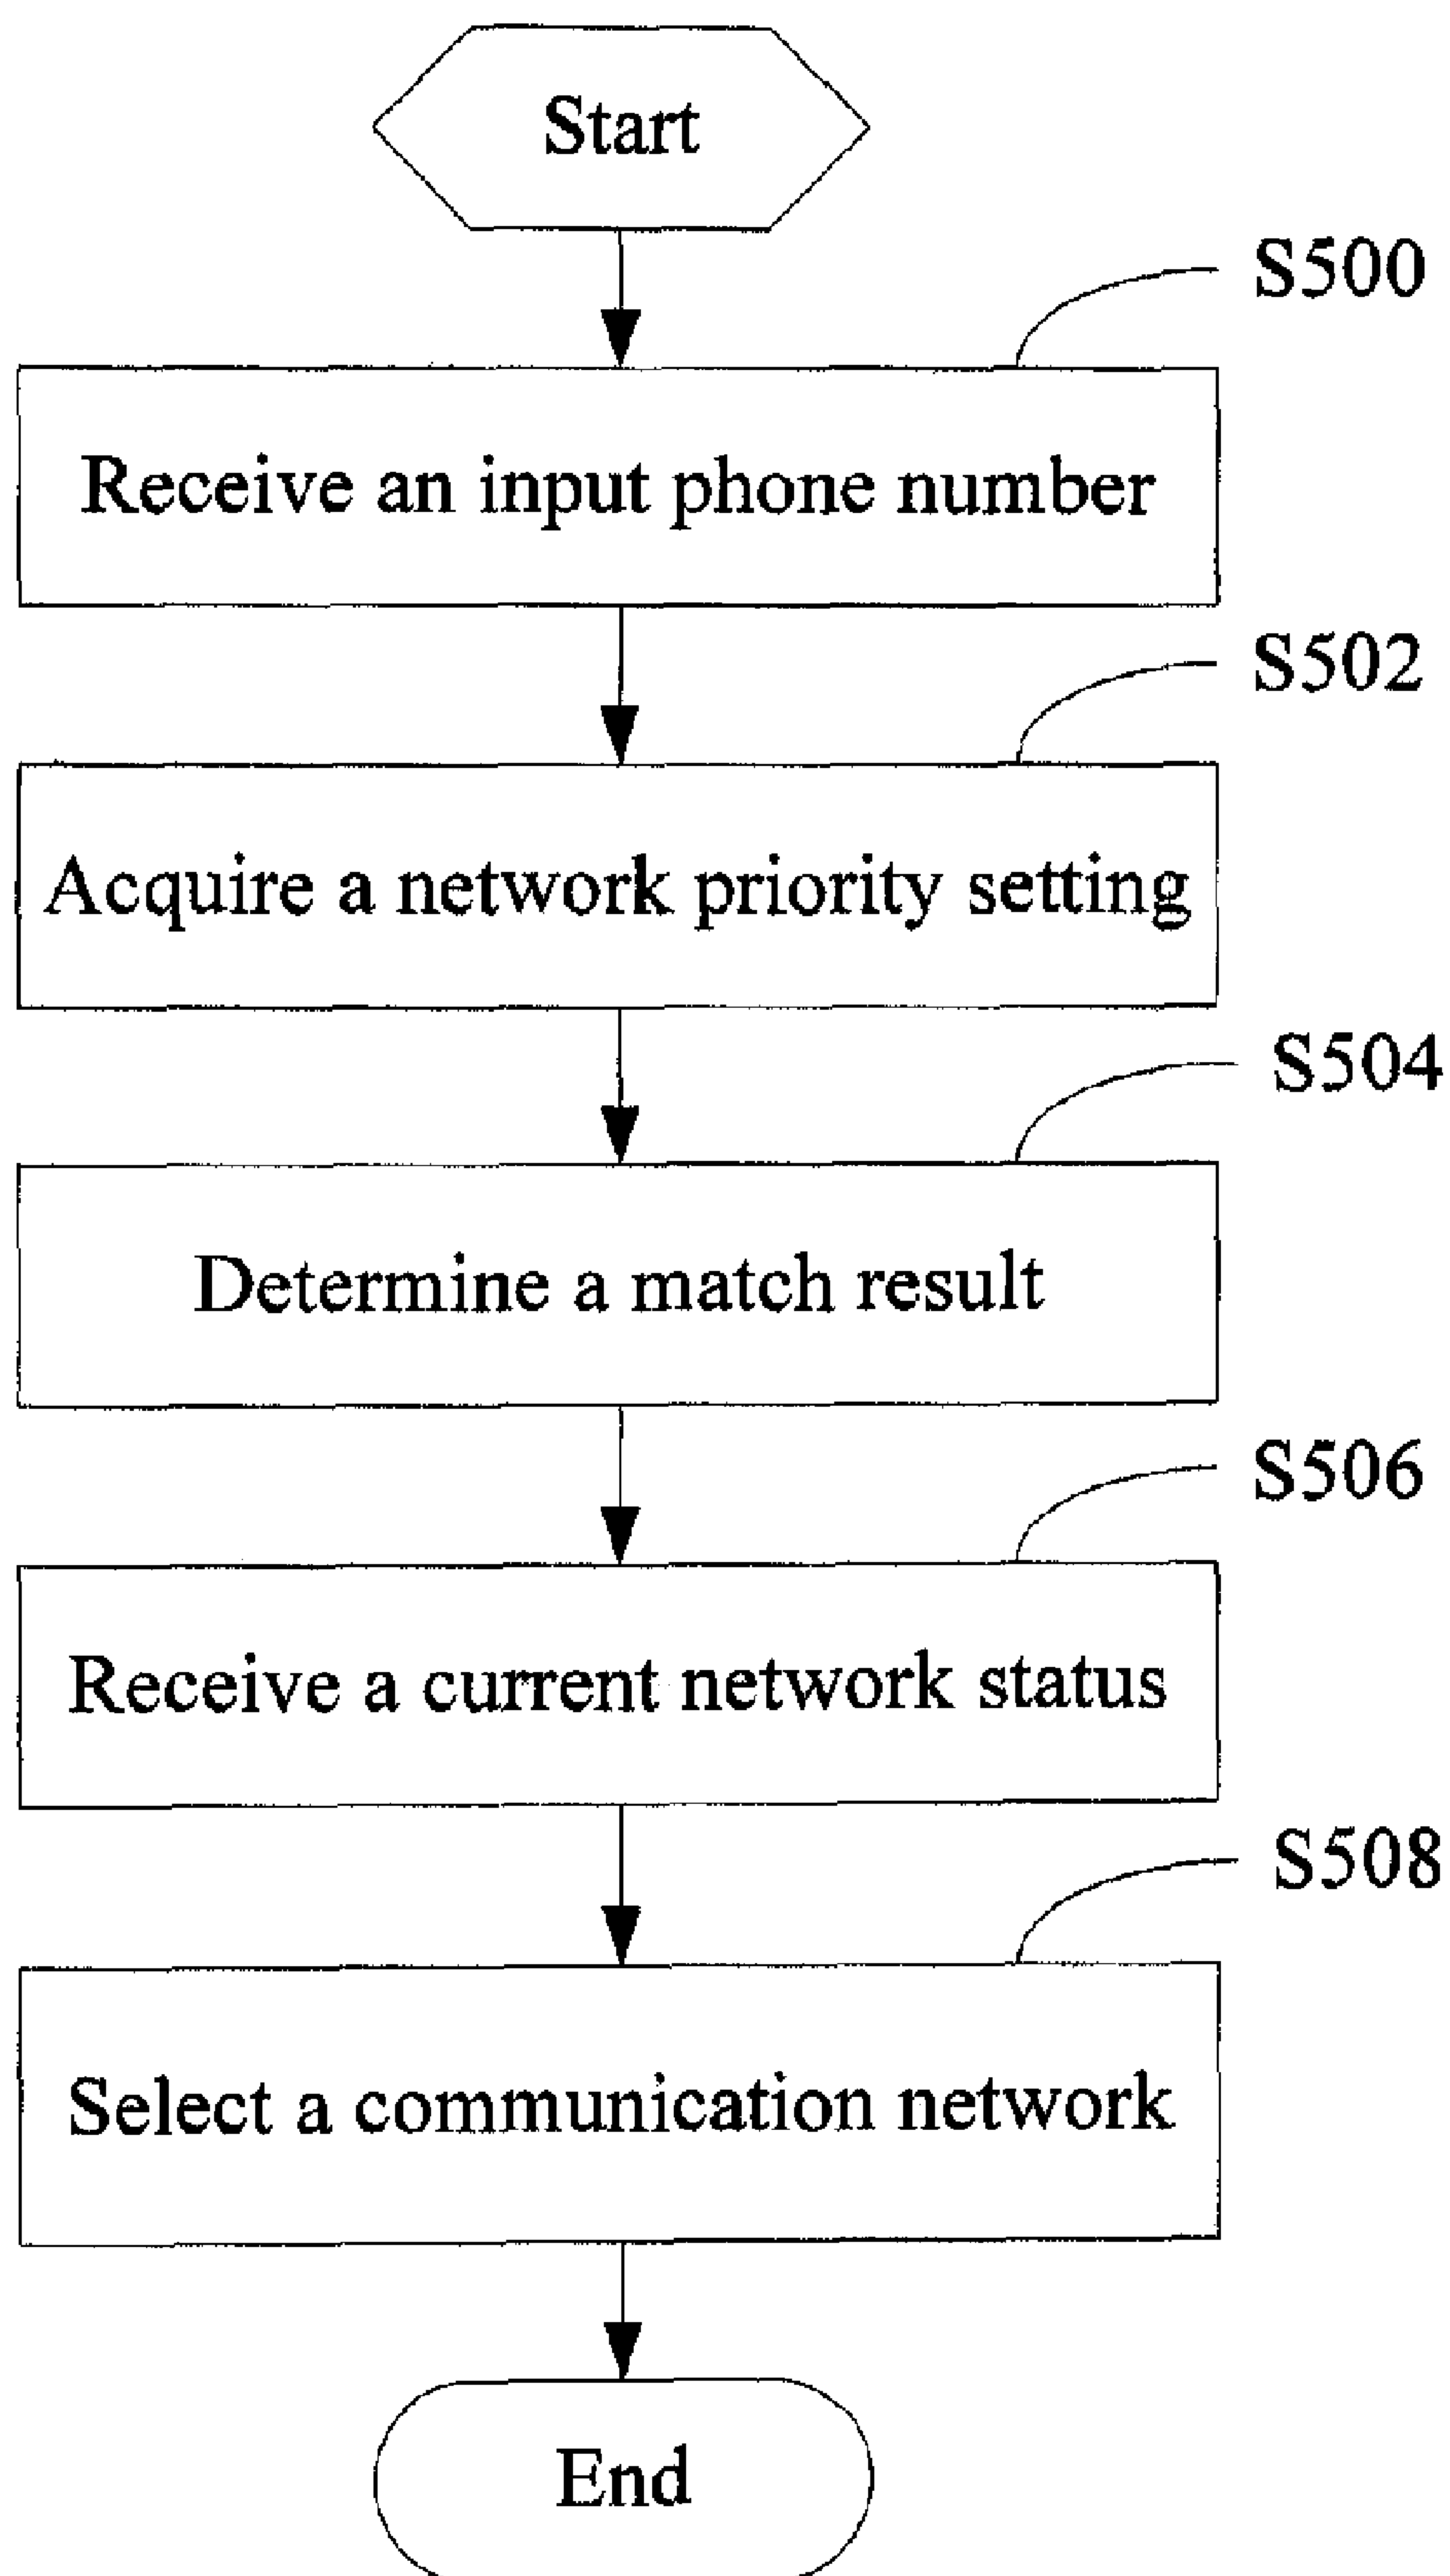 Start
S500
Receive an input phone number
S502
Acquire a network priority setting
S504
Determine a match result
S506
Receive a current network status
S508
Select a communication network
End